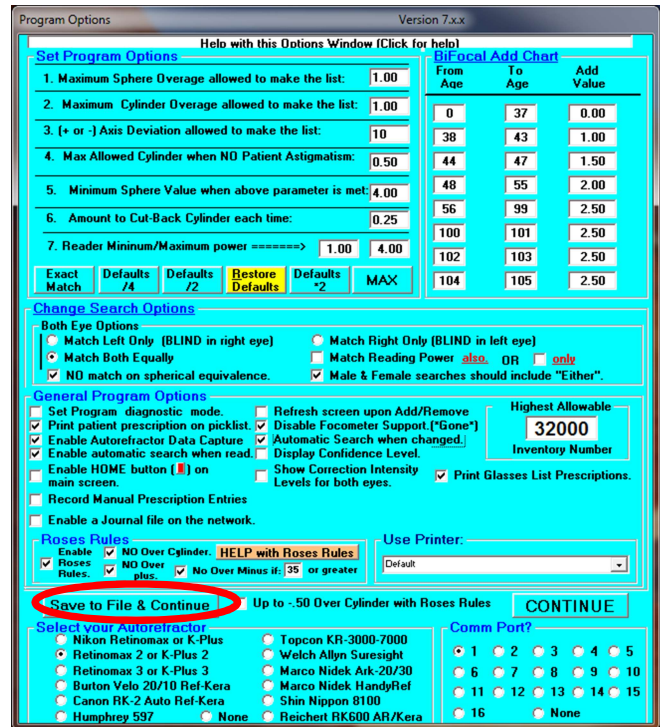 Program Options Version 7.x.x
Help with this Options Window (Click for help)
Set Program Options
1. Maximum Sphere Overage allowed to make the list: 1.00
2. Maximum Cylinder Overage allowed to make the list: 1.00
3. (+ or -) Axis Deviation allowed to make the list: 10
4. Max Allowed Cylinder when NO Patient Astigmatism: 0.50
5. Minimum Sphere Value when above parameter is met: 4.00
6. Amount to Cut-Back Cylinder each time: 0.25
7. Reader Mininum/Maximum power ======> 1.00 4.00
Exact Match Defaults /4 Defaults /2 Restore Defaults Defaults *2 MAX
BiFocal Add Chart
From Age To Age Add Value
0 37 0.00
38 43 1.00
44 47 1.50
48 55 2.00
56 99 2.50
100 101 2.50
102 103 2.50
104 105 2.50
Change Search Options
Both Eye Options
Match Left Only (BLIND in right eye) Match Right Only (BLIND in left eye)
Match Both Equally Match Reading Power also. OR only
NO match on spherical equivalence. Male & Female searches should include "Either".
General Program Options
Set Program diagnostic mode. Refresh screen upon Add/Remove
Print patient prescription on picklist. Disable Focometer Support.(*Gone*)
Enable Autorefractor Data Capture Automatic Search when changed.
Enable automatic search when read. Display Confidence Level.
Enable HOME button ( ) on main screen. Show Correction Intensity Levels for both eyes. Print Glasses List Prescriptions.
Highest Allowable
32000
Inventory Number
Record Manual Prescription Entries
Enable a Journal file on the network.
Roses Rules
Enable Roses Rules. NO Over Cylinder. HELP with Roses Rules
NO Over plus. No Over Minus if: 35 or greater
Use Printer:
Default
Save to File & Continue Up to -.50 Over Cylinder with Roses Rules CONTINUE
Select your Autorefractor
Nikon Retinomax or K-Plus Topcon KR-3000-7000
Retinomax 2 or K-Plus 2 Welch Allyn Suresight
Retinomax 3 or K-Plus 3 Marco Nidek Ark-20/30
Burton Velo 20/10 Ref-Kera Marco Nidek HandyRef
Canon RK-2 Auto Ref-Kera Shin Nippon 8100
Humphrey 597 None Reichert RK600 AR/Kera
Comm Port?
1 2 3 4 5
6 7 8 9 10
11 12 13 14 15
16 None